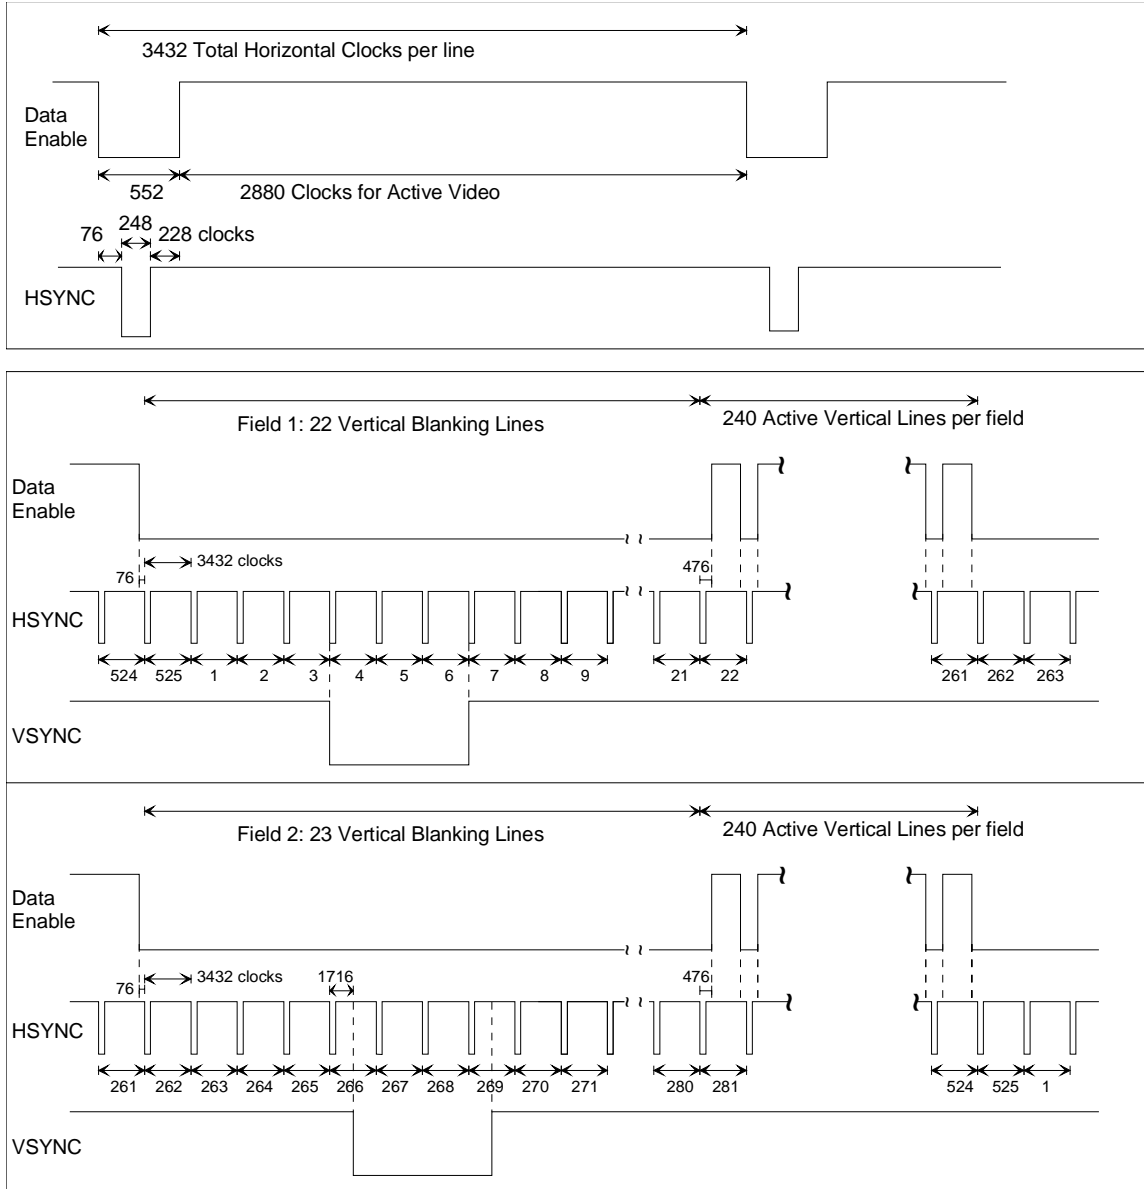 3432 Total Horizontal Clocks per line
Data
Enable
552
2880 Clocks for Active Video
248
76
228 clocks
HSYNC
Field 1: 22 Vertical Blanking Lines
240 Active Vertical Lines per field
Data
Enable
3432 clocks
76
476
HSYNC
524 525 1 2 3 4 5 6 7 8 9 21 22 261 262 263
VSYNC
Field 2: 23 Vertical Blanking Lines
240 Active Vertical Lines per field
Data
Enable
3432 clocks
1716
76
476
HSYNC
261 262 263 264 265 266 267 268 269 270 271 280 281 524 525 1
VSYNC